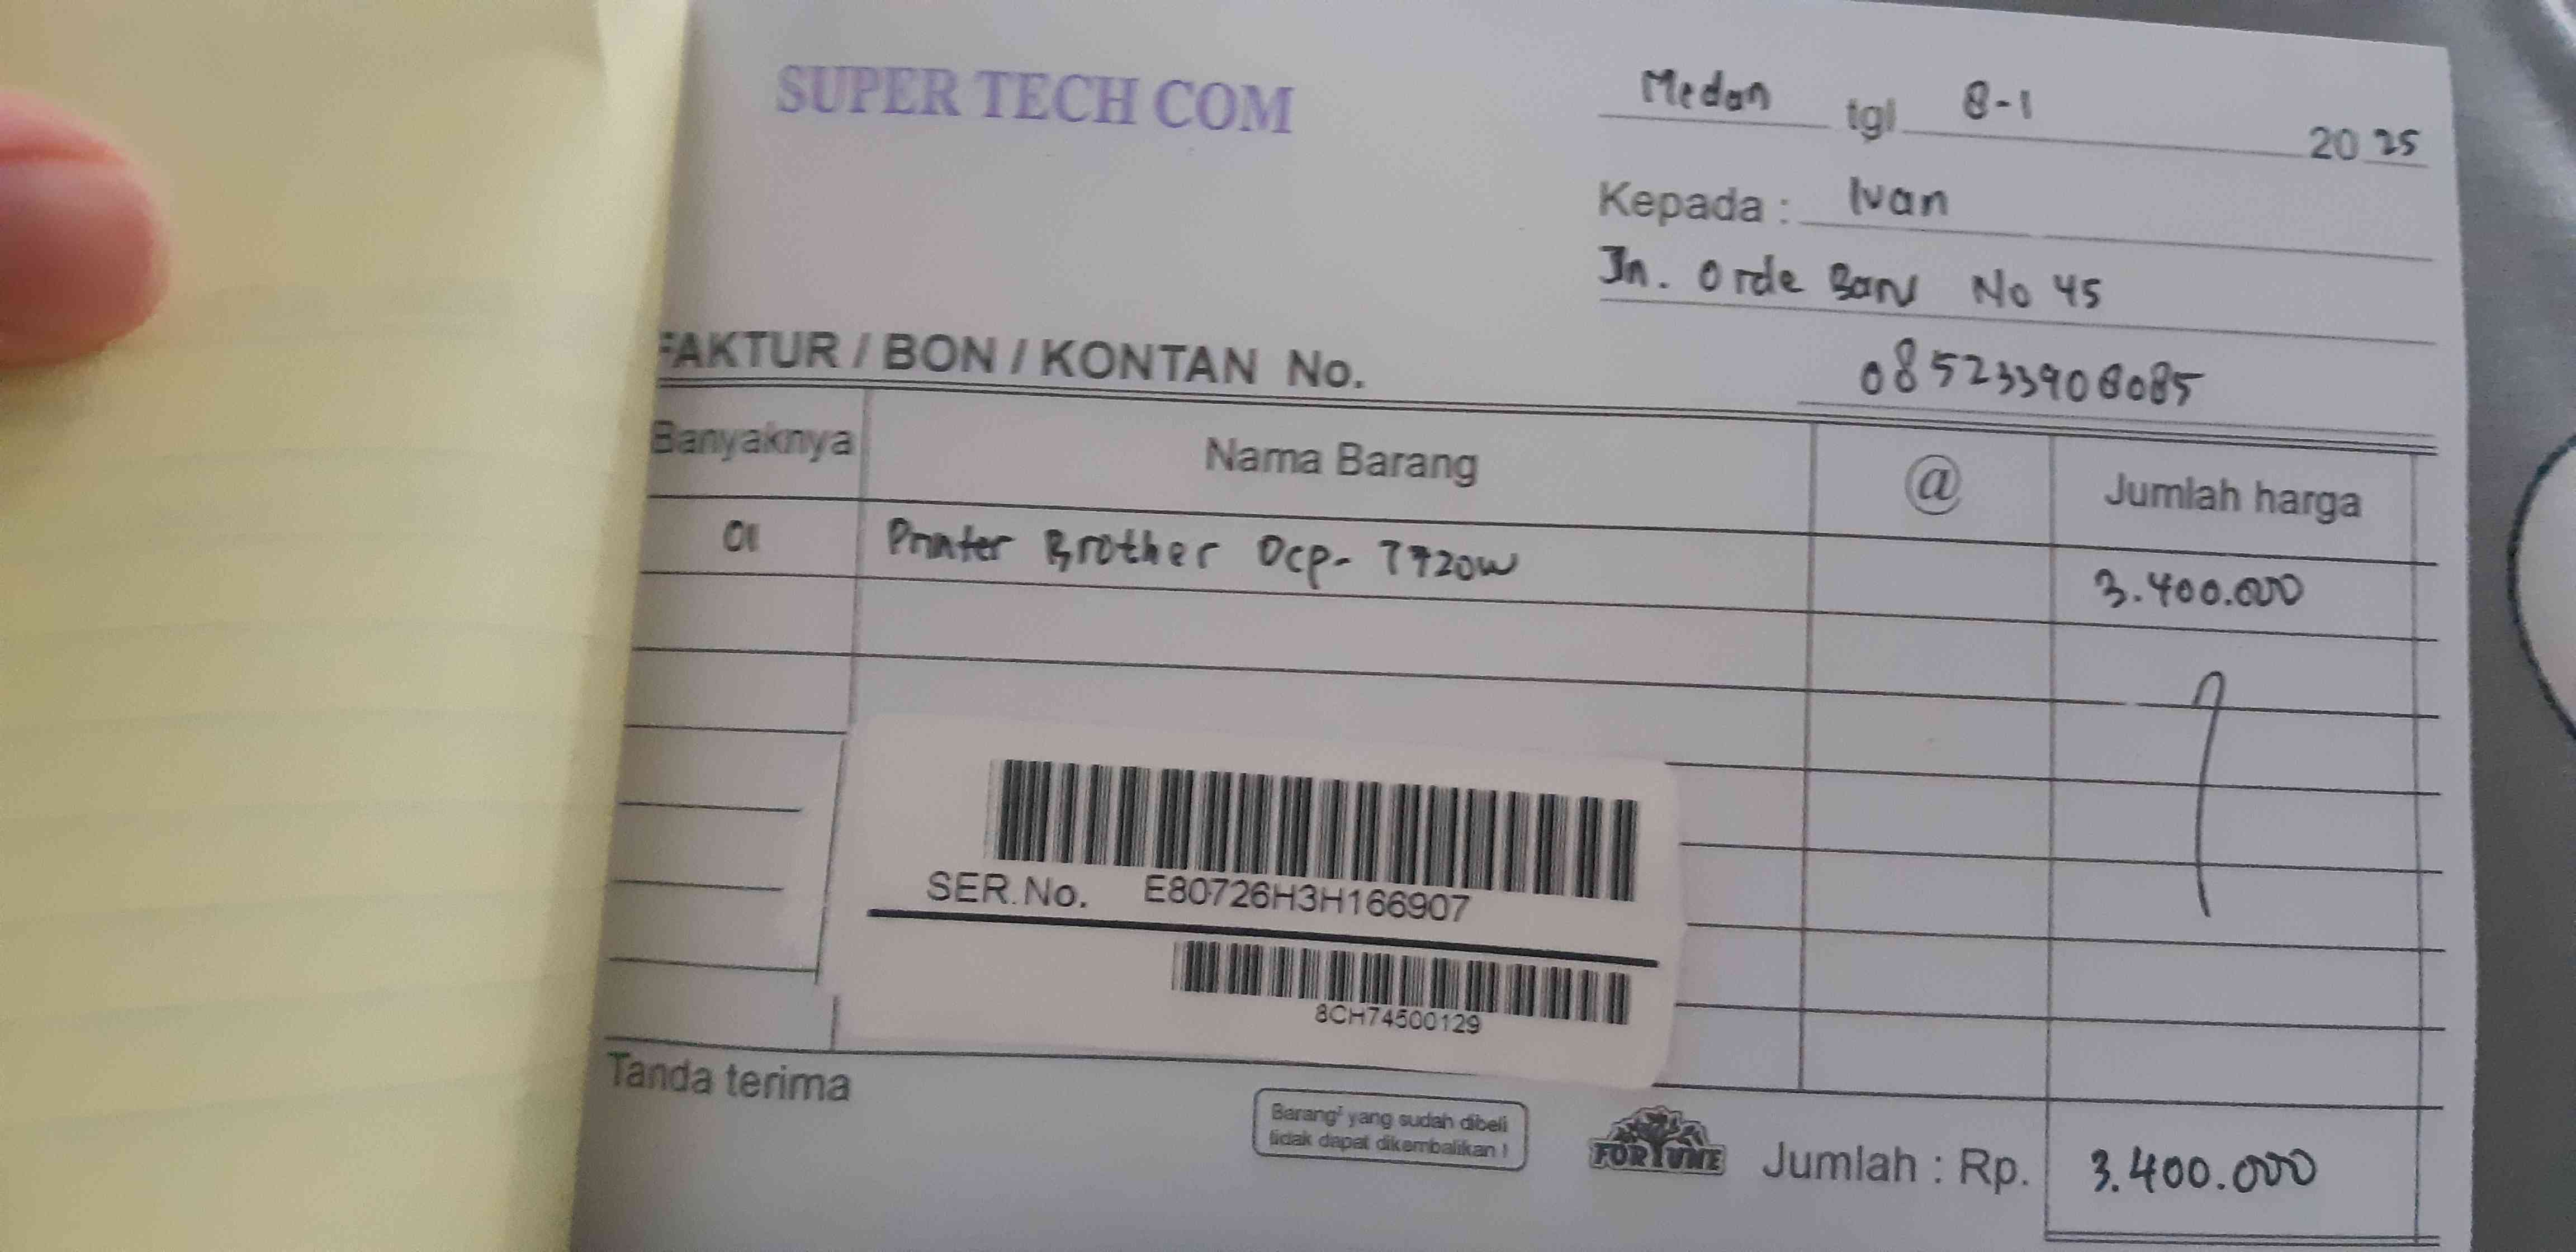 SUPER TECH COM
Medan tgl 8-1 2025
Kepada : Ivan
Jn. Orde Baru No 45
085233908085
FAKTUR / BON / KONTAN No.
Banyaknya Nama Barang @ Jumlah harga
01 Printer Brother Dcp- T720w 3.400.000
SER.No. E80726H3H166907
8CH74500129
Tanda terima
Barang² yang sudah dibeli
tidak dapat dikembalikan !
FORTUNE
Jumlah : Rp. 3.400.000